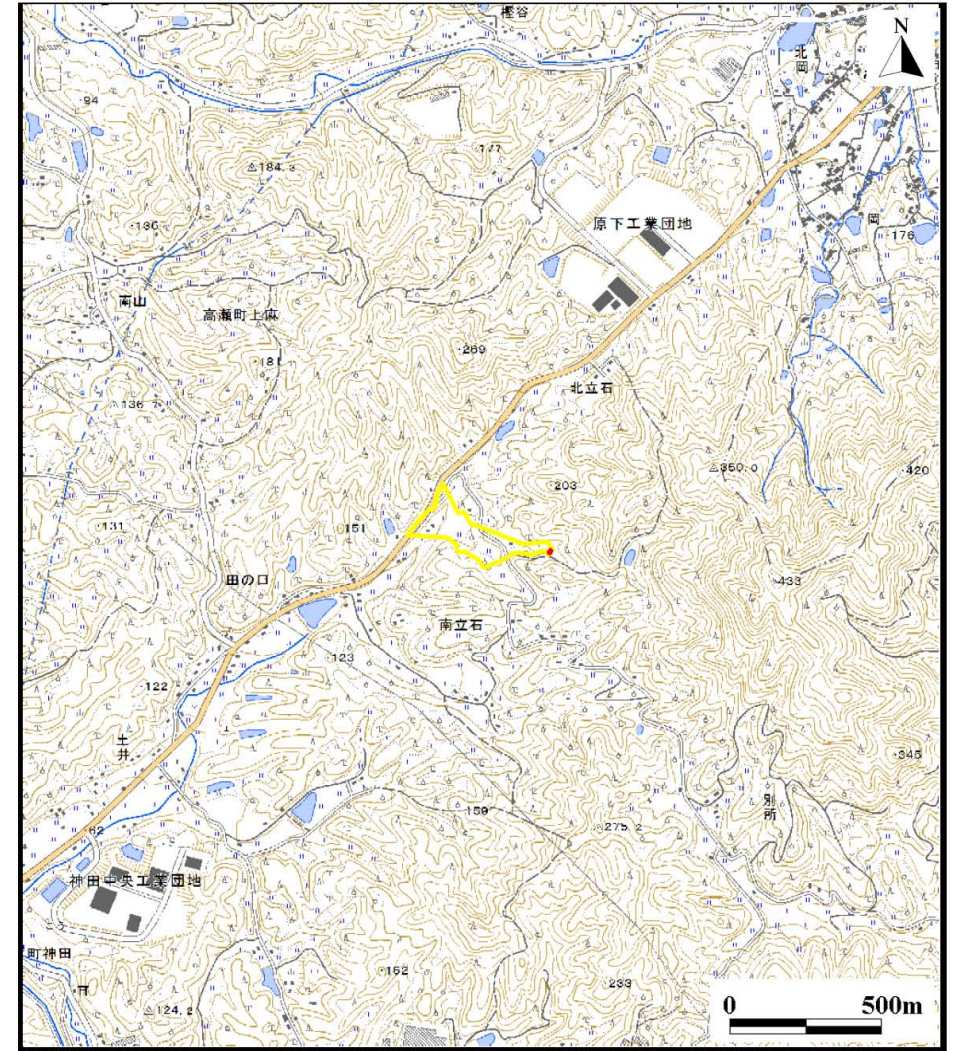 樫谷
N
北岡
94
177
184.3
原下工業団地
岡
176
136
南山
高瀬町上麻
181
269
北立石
136.7
350.0
420
203
131
151
433
田の口
南立石
123
122
土井
345
別所
159
275.2
62
神田中央工業団地
町神田
162
233
124.2
0 500m